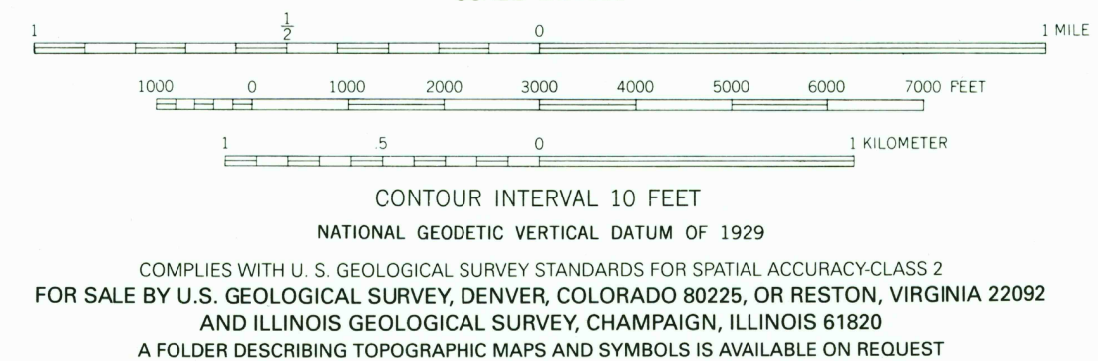 1 1/2 0 1 MILE
1000 0 1000 2000 3000 4000 5000 6000 7000 FEET
1 .5 0 1 KILOMETER
CONTOUR INTERVAL 10 FEET
NATIONAL GEODETIC VERTICAL DATUM OF 1929
COMPLIES WITH U. S. GEOLOGICAL SURVEY STANDARDS FOR SPATIAL ACCURACY-CLASS 2
FOR SALE BY U.S. GEOLOGICAL SURVEY, DENVER, COLORADO 80225, OR RESTON, VIRGINIA 22092
AND ILLINOIS GEOLOGICAL SURVEY, CHAMPAIGN, ILLINOIS 61820
A FOLDER DESCRIBING TOPOGRAPHIC MAPS AND SYMBOLS IS AVAILABLE ON REQUEST